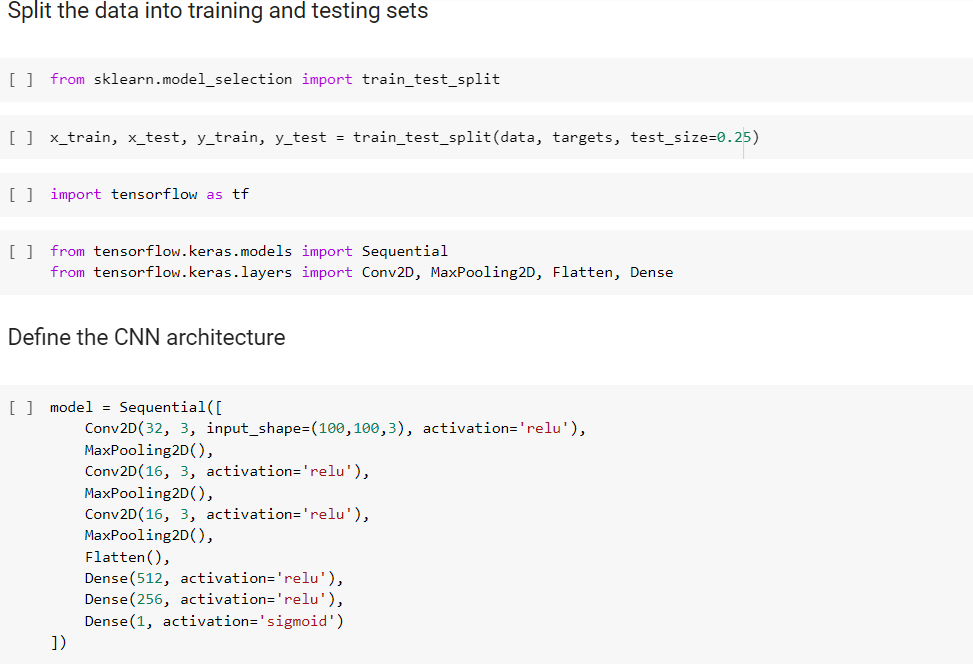 Split the data into training and testing sets
[ ] from sklearn.model_selection import train_test_split
[ ] x_train, x_test, y_train, y_test = train_test_split(data, targets, test_size=0.25)
[ ] import tensorflow as tf
[ ] from tensorflow.keras.models import Sequential
from tensorflow.keras.layers import Conv2D, MaxPooling2D, Flatten, Dense
Define the CNN architecture
[ ] model = Sequential([
    Conv2D(32, 3, input_shape=(100,100,3), activation='relu'),
    MaxPooling2D(),
    Conv2D(16, 3, activation='relu'),
    MaxPooling2D(),
    Conv2D(16, 3, activation='relu'),
    MaxPooling2D(),
    Flatten(),
    Dense(512, activation='relu'),
    Dense(256, activation='relu'),
    Dense(1, activation='sigmoid')
])